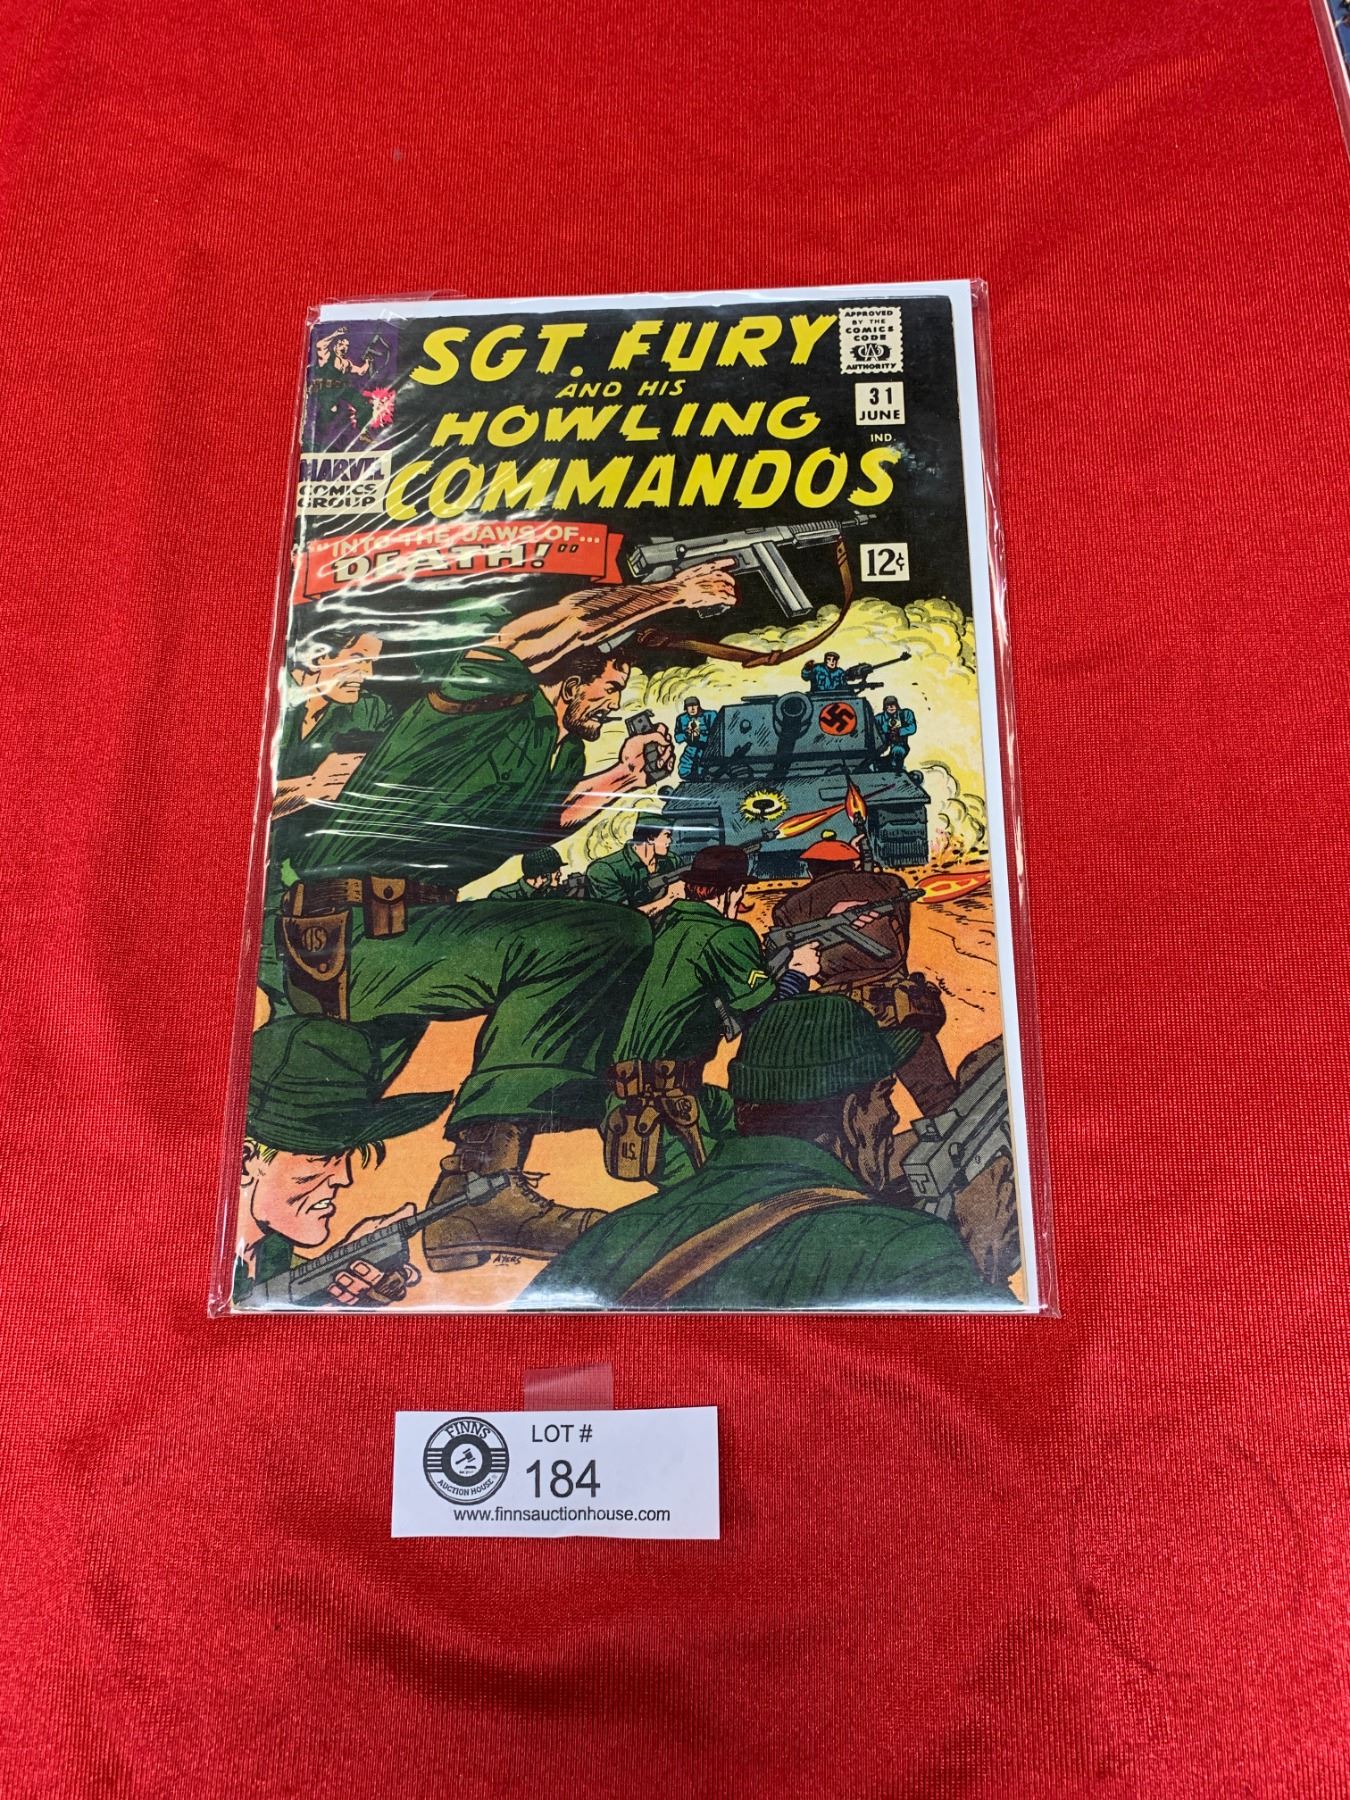 SGT. FURY
AND HIS
HOWLING
COMMANDOS
APPROVED
BY THE
COMICS
CODE
AUTHORITY
31
JUNE
IND.
MARVEL
COMICS
GROUP
"INTO THE JAWS OF...
DEATH!"
12¢
US
U.S.
T
AYERS
FINNS
AUCTION HOUSE
LOT #
184
www.finnsauctionhouse.com